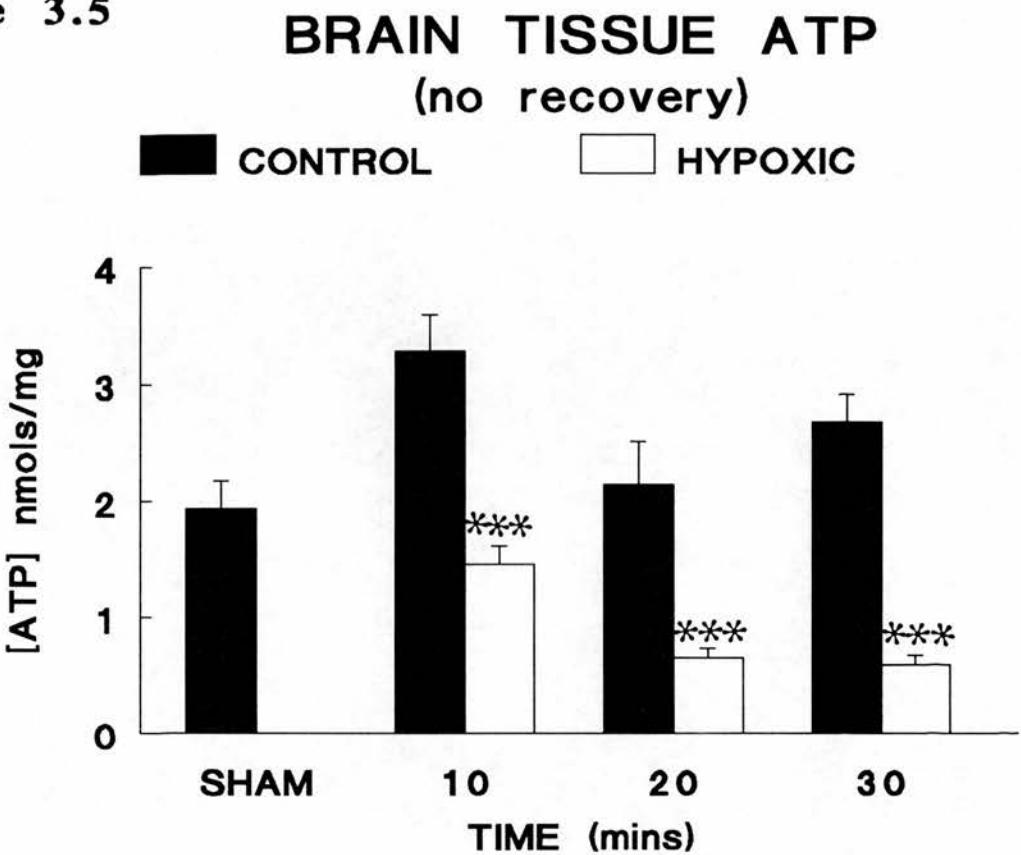 3.5
BRAIN TISSUE ATP
(no recovery)
CONTROL HYPOXIC
[ATP] nmols/mg
4
3
2
1
0
***
***
***
SHAM 10 20 30
TIME (mins)